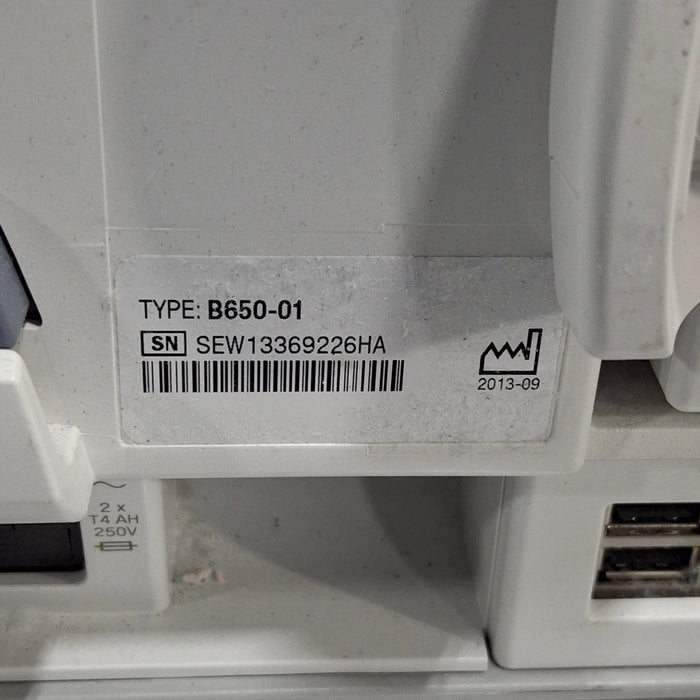 TYPE: B650-01
SN SEW13369226HA
2013-09
2 x
T4 AH
250V